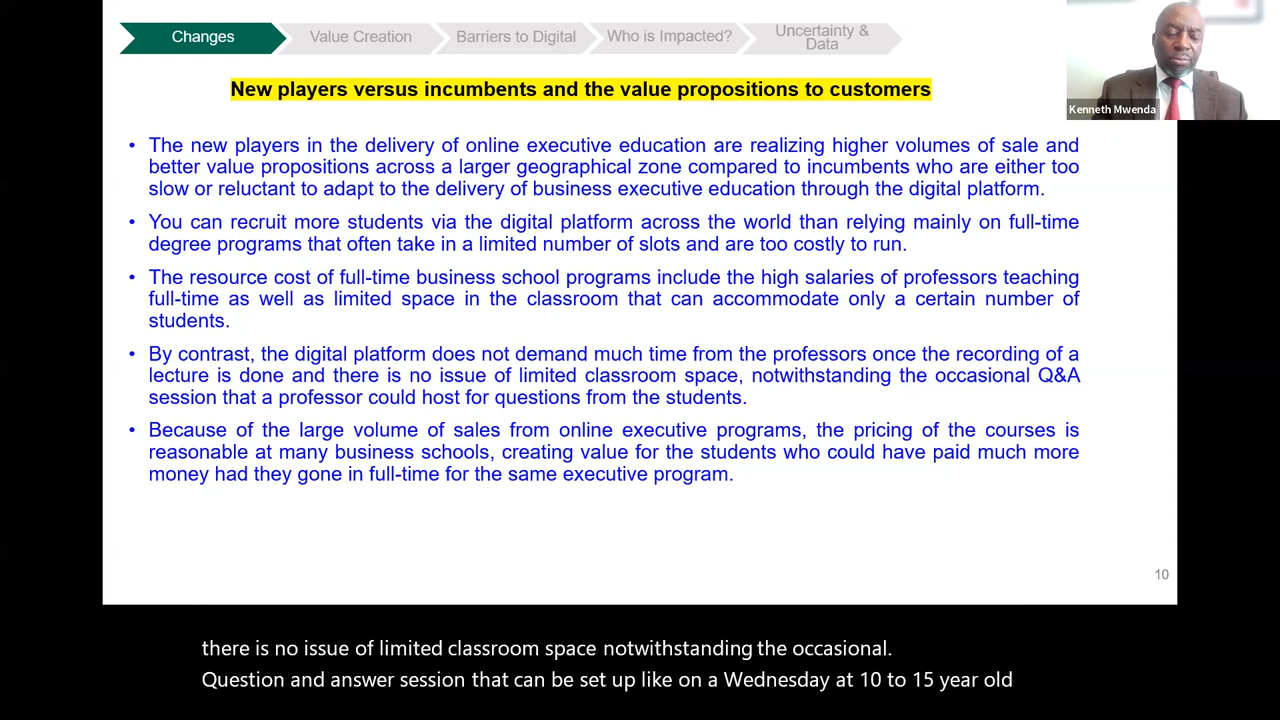 Changes
Value Creation
Barriers to Digital
Who is Impacted?
Uncertainty &
Data
Kenneth Mwenda
New players versus incumbents and the value propositions to customers
• The new players in the delivery of online executive education are realizing higher volumes of sale and
better value propositions across a larger geographical zone compared to incumbents who are either too
slow or reluctant to adapt to the delivery of business executive education through the digital platform.
• You can recruit more students via the digital platform across the world than relying mainly on full-time
degree programs that often take in a limited number of slots and are too costly to run.
• The resource cost of full-time business school programs include the high salaries of professors teaching
full-time as well as limited space in the classroom that can accommodate only a certain number of
students.
• By contrast, the digital platform does not demand much time from the professors once the recording of a
lecture is done and there is no issue of limited classroom space, notwithstanding the occasional Q&A
session that a professor could host for questions from the students.
• Because of the large volume of sales from online executive programs, the pricing of the courses is
reasonable at many business schools, creating value for the students who could have paid much more
money had they gone in full-time for the same executive program.
10
there is no issue of limited classroom space notwithstanding the occasional.
Question and answer session that can be set up like on a Wednesday at 10 to 15 year old